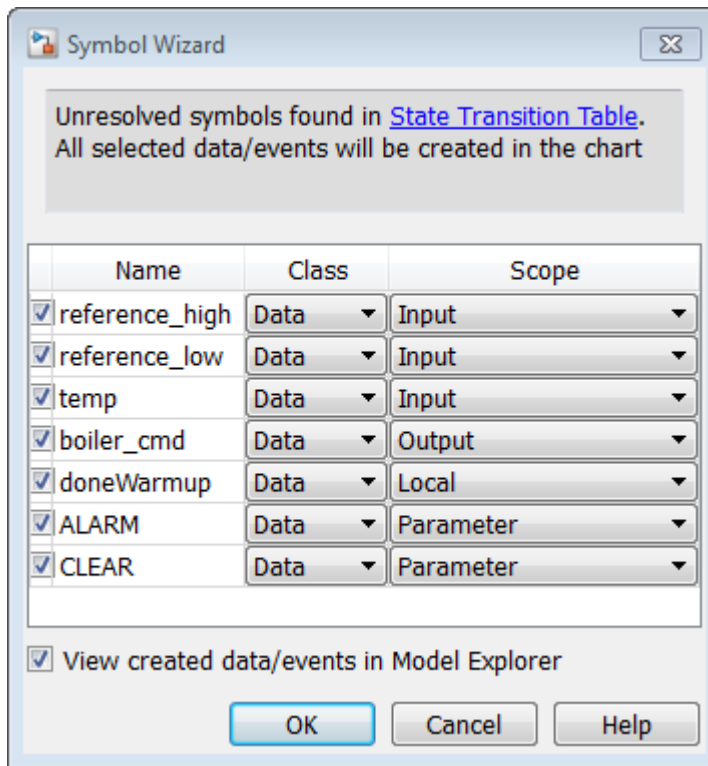 Symbol Wizard
Unresolved symbols found in State Transition Table.
All selected data/events will be created in the chart
Name Class Scope
reference_high Data Input
reference_low Data Input
temp Data Input
boiler_cmd Data Output
doneWarmup Data Local
ALARM Data Parameter
CLEAR Data Parameter
View created data/events in Model Explorer
OK Cancel Help